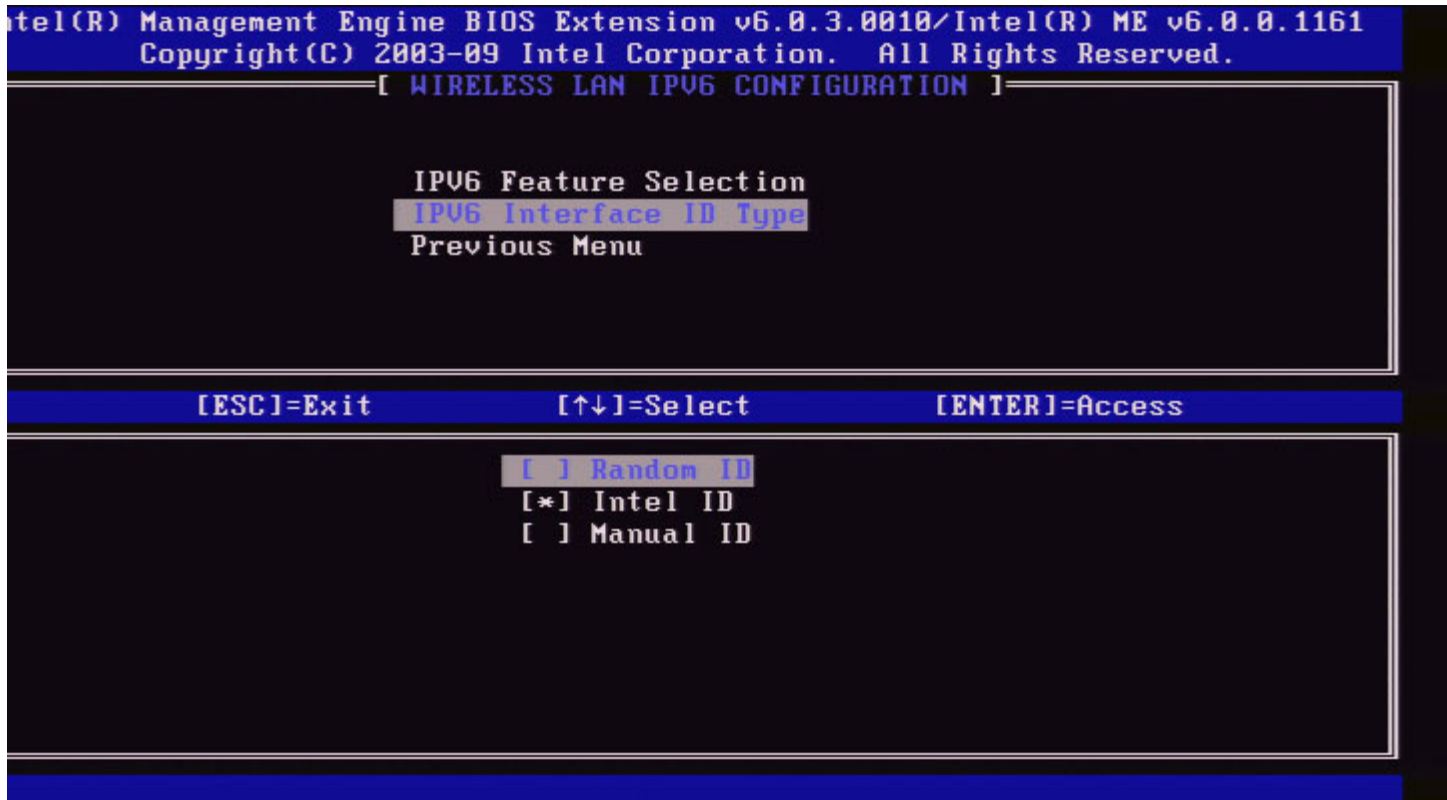 ntel(R) Management Engine BIOS Extension v6.0.3.0010/Intel(R) ME v6.0.0.1161
Copyright(C) 2003-09 Intel Corporation. All Rights Reserved.
[ WIRELESS LAN IPV6 CONFIGURATION ]
IPV6 Feature Selection
IPV6 Interface ID Type
Previous Menu
[ESC]=Exit [↑↓]=Select [ENTER]=Access
[ ] Random ID
[*] Intel ID
[ ] Manual ID